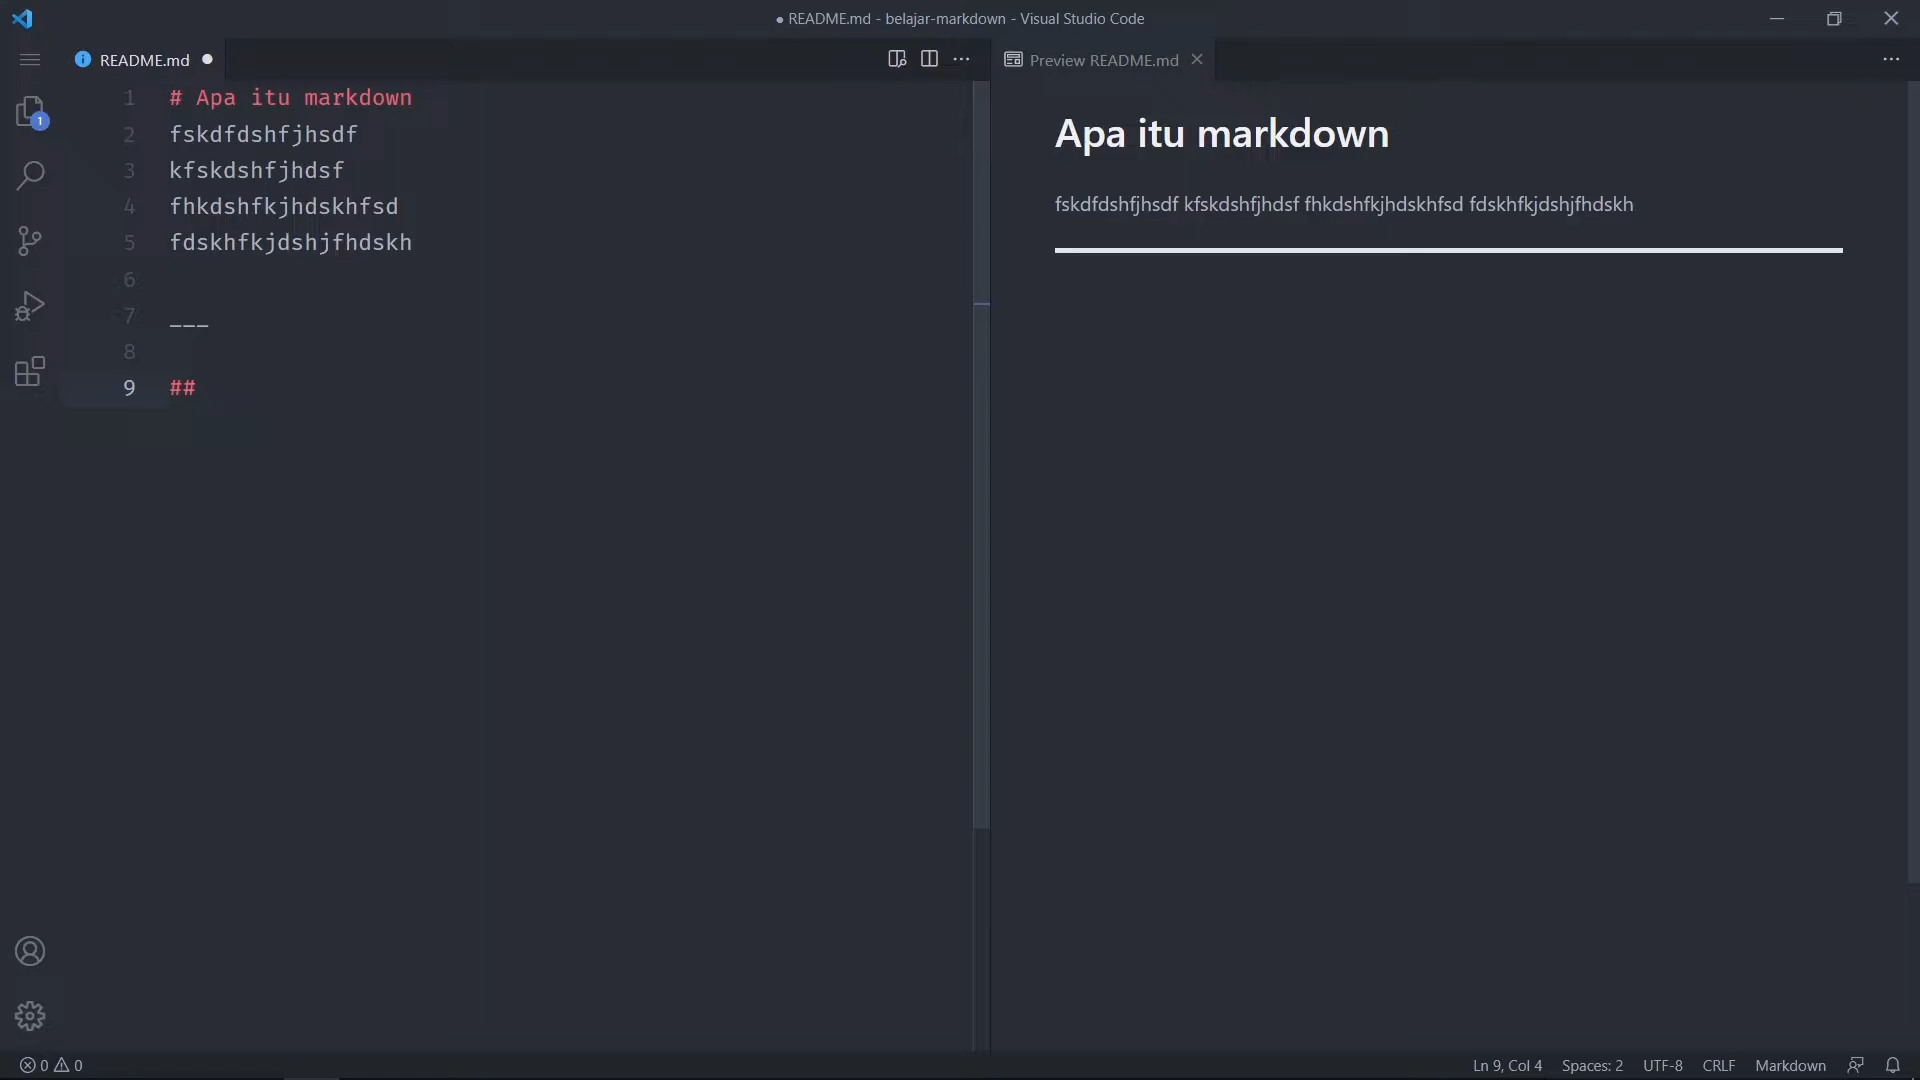 ● README.md - belajar-markdown - Visual Studio Code
README.md
Preview README.md
1
1 # Apa itu markdown
2 fskdfdshfjhsdf
3 kfskdshfjhdsf
4 fhkdshfkjhdskhfsd
5 fdskhfkjdshjfhdskh
6
7 ___
8
9 ##
Apa itu markdown
fskdfdshfjhsdf kfskdshfjhdsf fhkdshfkjhdskhfsd fdskhfkjdshjfhdskh
0 0
Ln 9, Col 4 Spaces: 2 UTF-8 CRLF Markdown